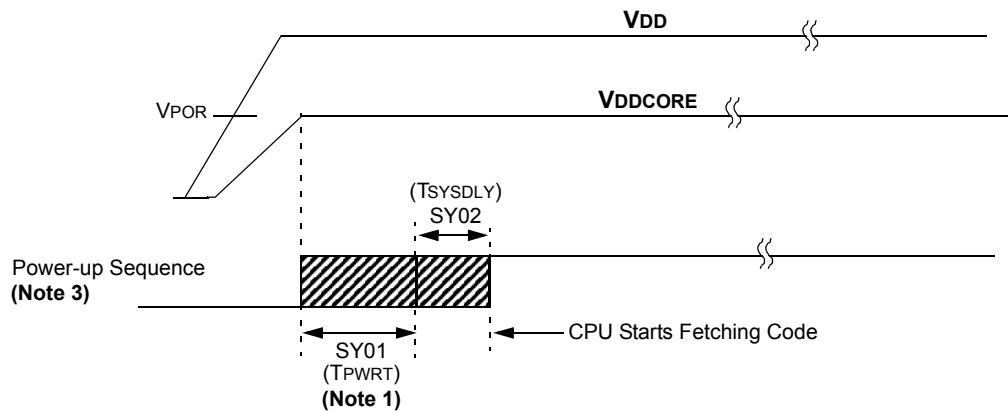 VDD
VPOR
VDDCORE
(TSYSDLY)
SY02
Power-up Sequence
(Note 3)
CPU Starts Fetching Code
SY01
(TPWRT)
(Note 1)